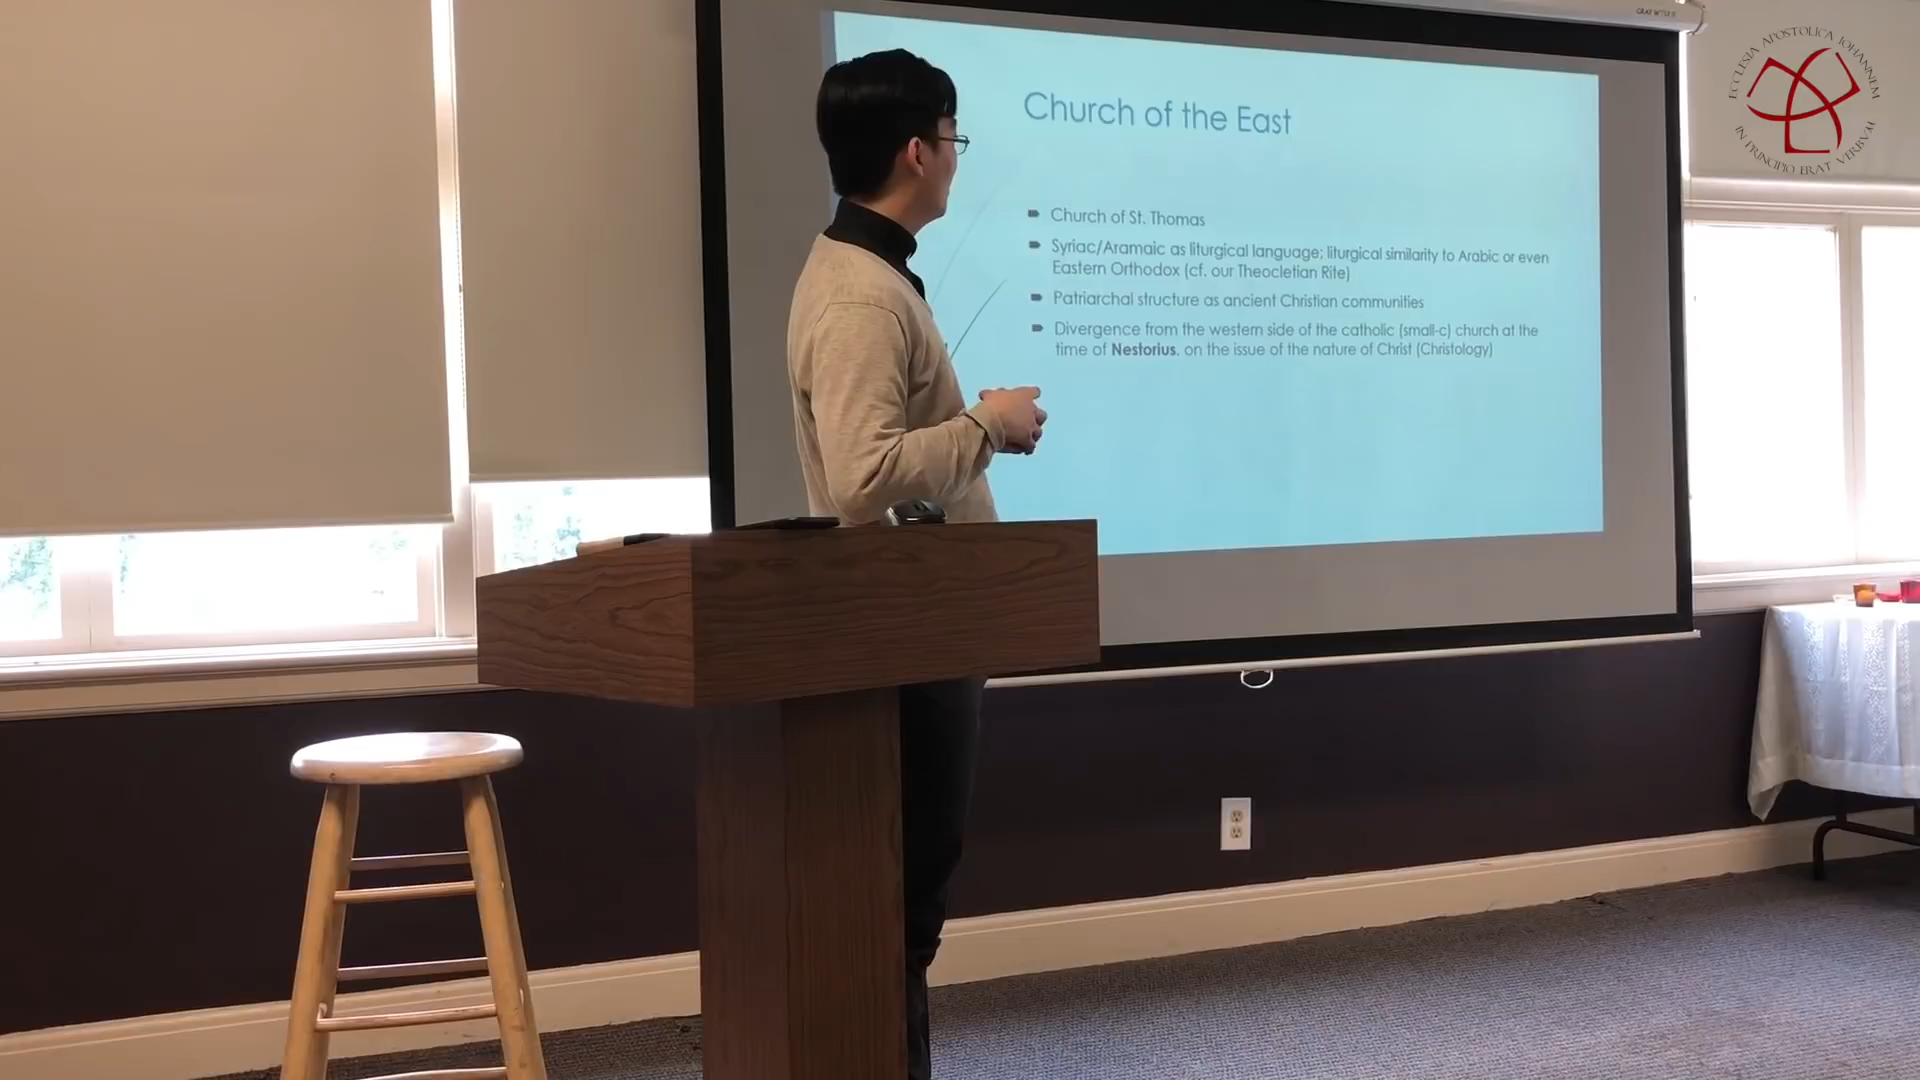 Church of the East
Church of St. Thomas
Syriac/Aramaic as liturgical language; liturgical similarity to Arabic or even
Eastern Orthodox (cf. our Theocletian Rite)
Patriarchal structure as ancient Christian communities
Divergence from the western side of the catholic (small-c) church at the
time of Nestorius, on the issue of the nature of Christ (Christology)
ECCLESIA APOSTOLICA IOHANNEM
IN PRINCIPIO ERAT VERBVM